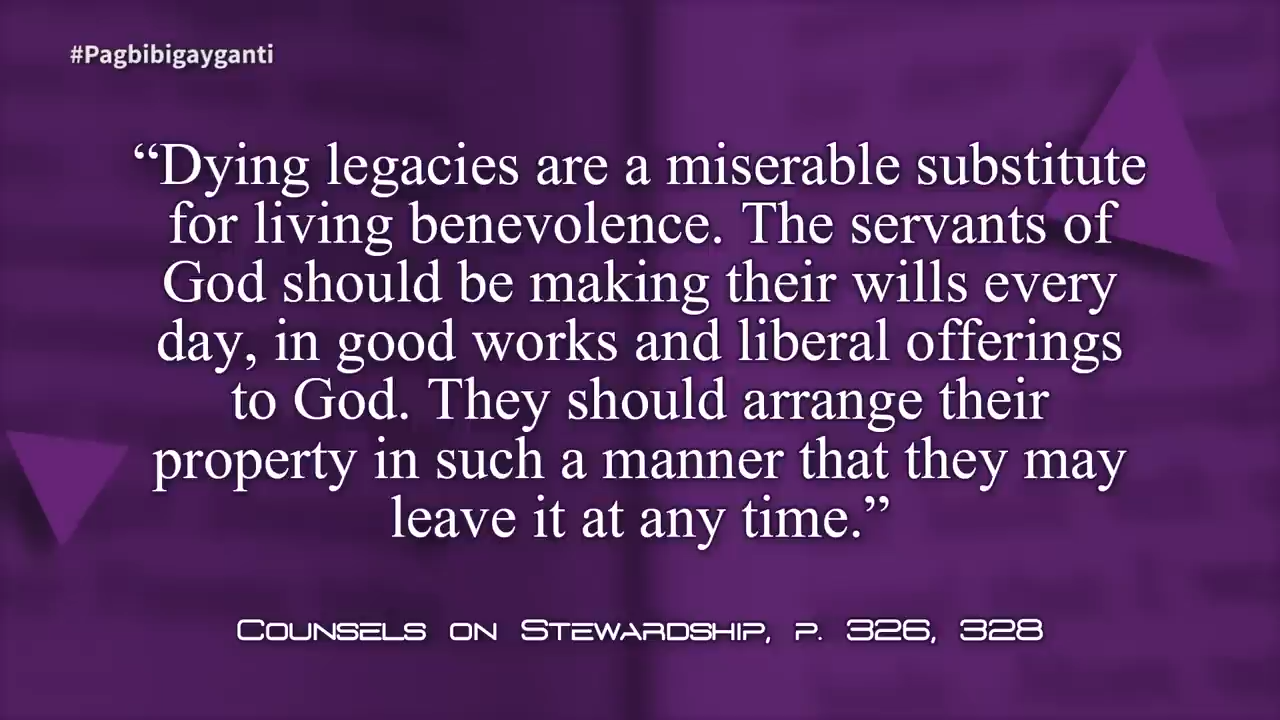 #Pagbibigayganti
“Dying legacies are a miserable substitute
for living benevolence. The servants of
God should be making their wills every
day, in good works and liberal offerings
to God. They should arrange their
property in such a manner that they may
leave it at any time.”
Counsels on Stewardship, p. 326, 328